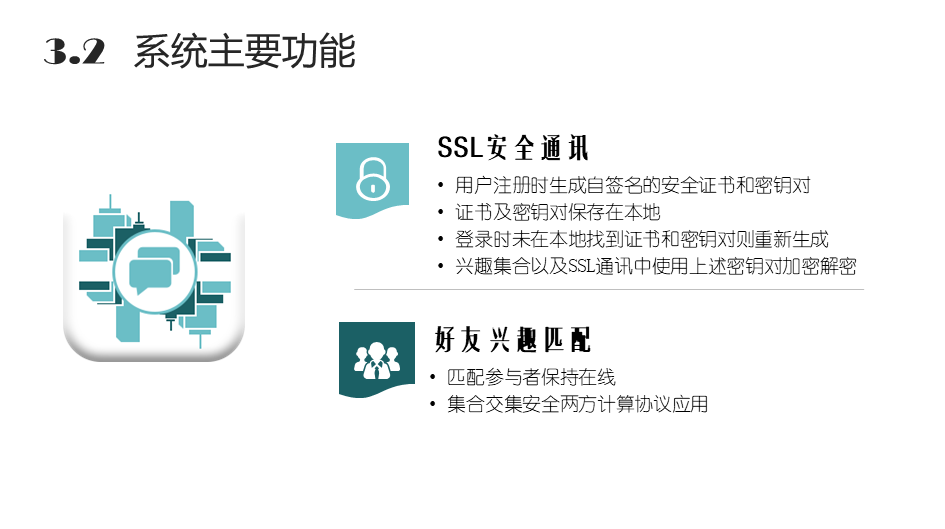 3.2 系统主要功能
SSL安全通讯
• 用户注册时生成自签名的安全证书和密钥对
• 证书及密钥对保存在本地
• 登录时未在本地找到证书和密钥对则重新生成
• 兴趣集合以及SSL通讯中使用上述密钥对加密解密
好友兴趣匹配
• 匹配参与者保持在线
• 集合交集安全两方计算协议应用